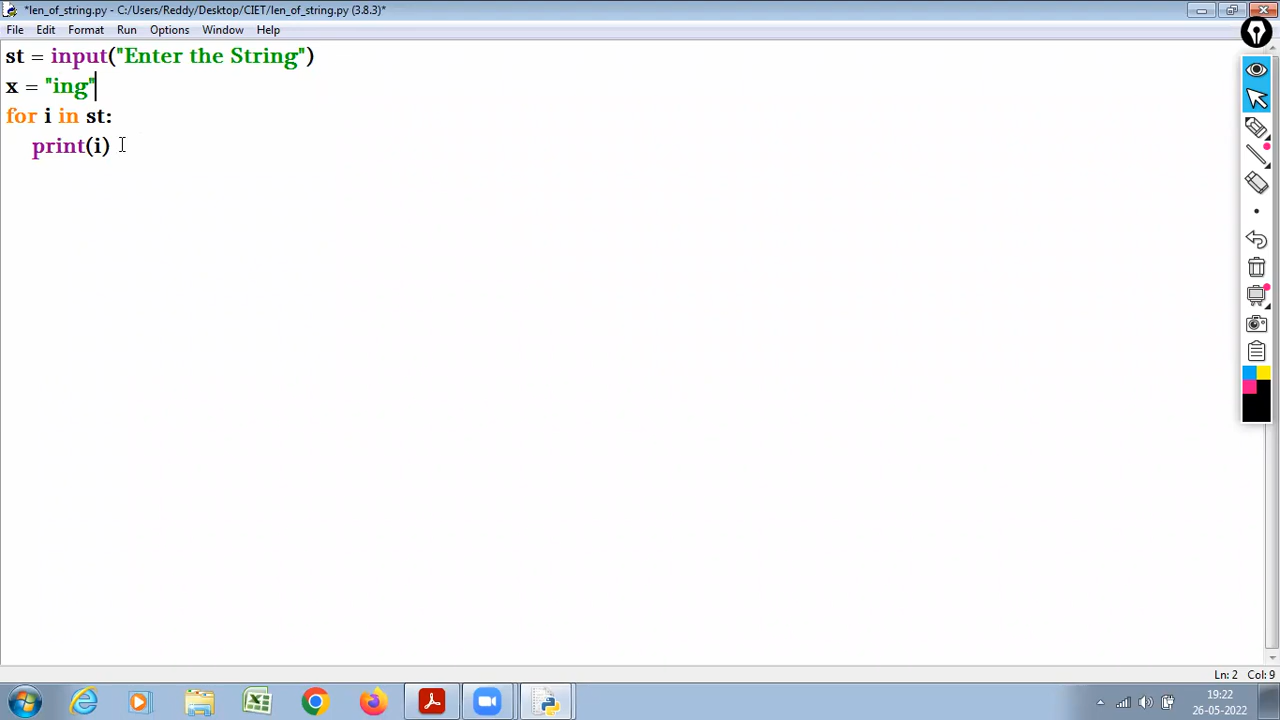 *len_of_string.py - C:/Users/Reddy/Desktop/CIET/len_of_string.py (3.8.3)*
File Edit Format Run Options Window Help
st = input("Enter the String")
x = "ing"
for i in st:
    print(i)
Ln: 2 Col: 9
19:22
26-05-2022